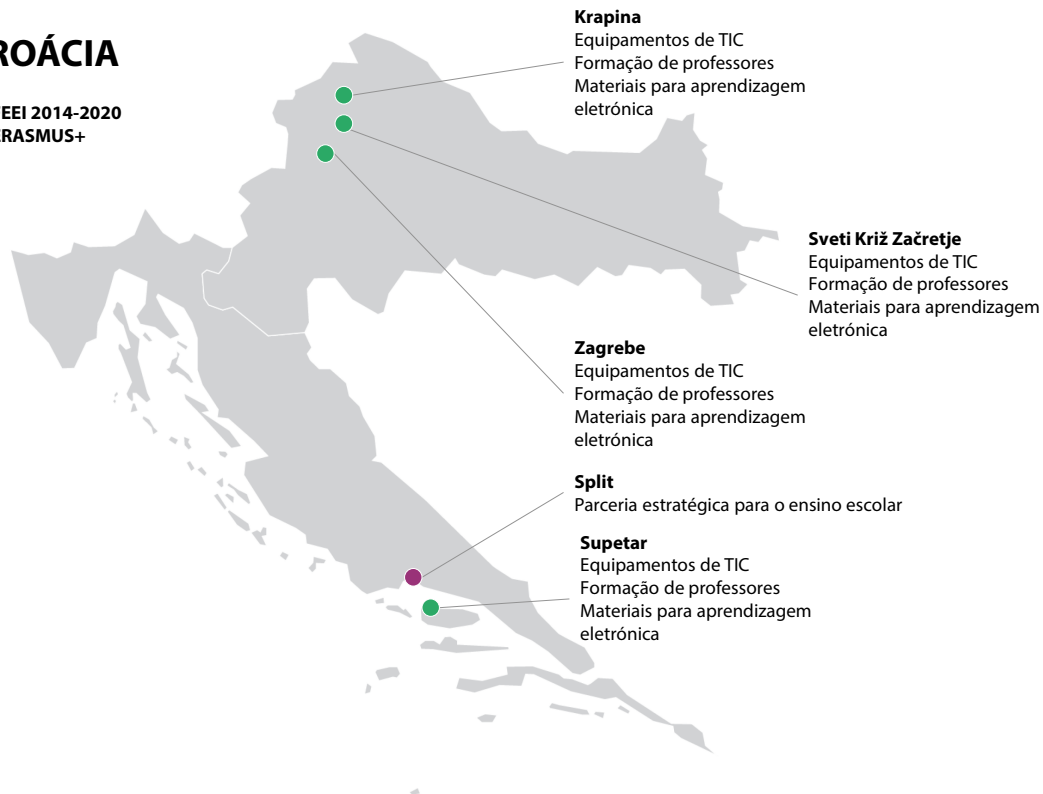 ROÁCIA
EEI 2014-2020
ERASMUS+
Krapina
Equipamentos de TIC
Formação de professores
Materiais para aprendizagem
eletrónica
Sveti Križ Začretje
Equipamentos de TIC
Formação de professores
Materiais para aprendizagem
eletrónica
Zagrebe
Equipamentos de TIC
Formação de professores
Materiais para aprendizagem
eletrónica
Split
Parceria estratégica para o ensino escolar
Supetar
Equipamentos de TIC
Formação de professores
Materiais para aprendizagem
eletrónica